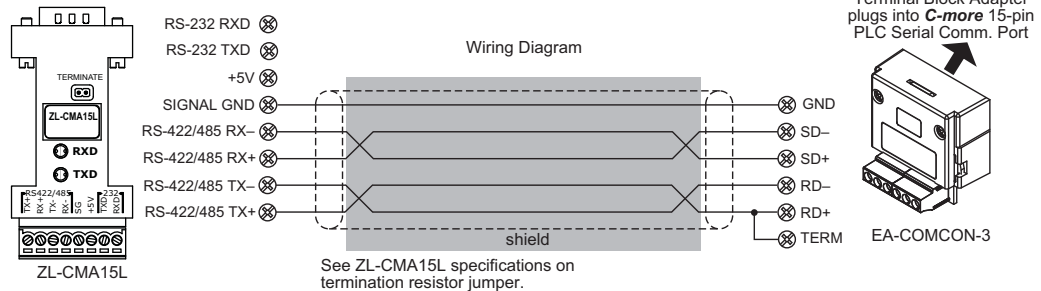 Terminal Block Adapter
plugs into C-more 15-pin
PLC Serial Comm. Port
RS-232 RXD
RS-232 TXD
+5V
SIGNAL GND
RS-422/485 RX–
RS-422/485 RX+
RS-422/485 TX–
RS-422/485 TX+
Wiring Diagram
shield
GND
SD–
SD+
RD–
RD+
TERM
TERMINATE
ZL-CMA15L
RXD
TXD
RS422/485
232
TX+
RX+
TX-
RX-
SG
+5V
TXD
RXD
ZL-CMA15L
EA-COMCON-3
See ZL-CMA15L specifications on
termination resistor jumper.